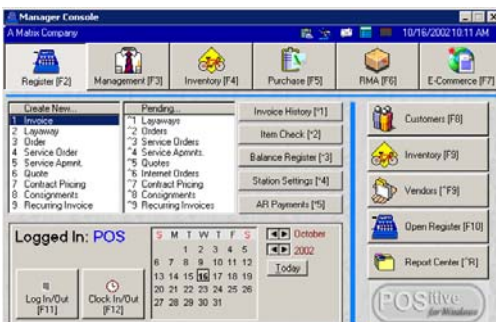 Manager Console
A Matrix Company
10/16/2002 10:11 AM
Register [F2]
Management [F3]
Inventory [F4]
Purchase [F5]
RMA [F6]
E-Commerce [F7]
Create New...
1 Invoice
2 Layaway
3 Order
4 Service Order
5 Service Apmnt.
6 Quote
7 Contract Pricing
8 Consignments
9 Recurring Invoice
Pending...
^1 Layaways
^2 Orders
^3 Service Orders
^4 Service Apmnts.
^5 Quotes
^6 Internet Orders
^7 Contract Pricing
^8 Consignments
^9 Recurring Invoices
Invoice History [*1]
Item Check [*2]
Balance Register [*3]
Station Settings [*4]
AR Payments [*5]
Customers [F8]
Inventory [F9]
Vendors [^F9]
Open Register [F10]
Report Center [^R]
Logged In: POS
Log In/Out
[F11]
Clock In/Out
[F12]
S M T W T F S
1 2 3 4 5
6 7 8 9 10 11 12
13 14 15 16 17 18 19
20 21 22 23 24 25 26
27 28 29 30 31
October
2002
Today
POSitive
for Windows